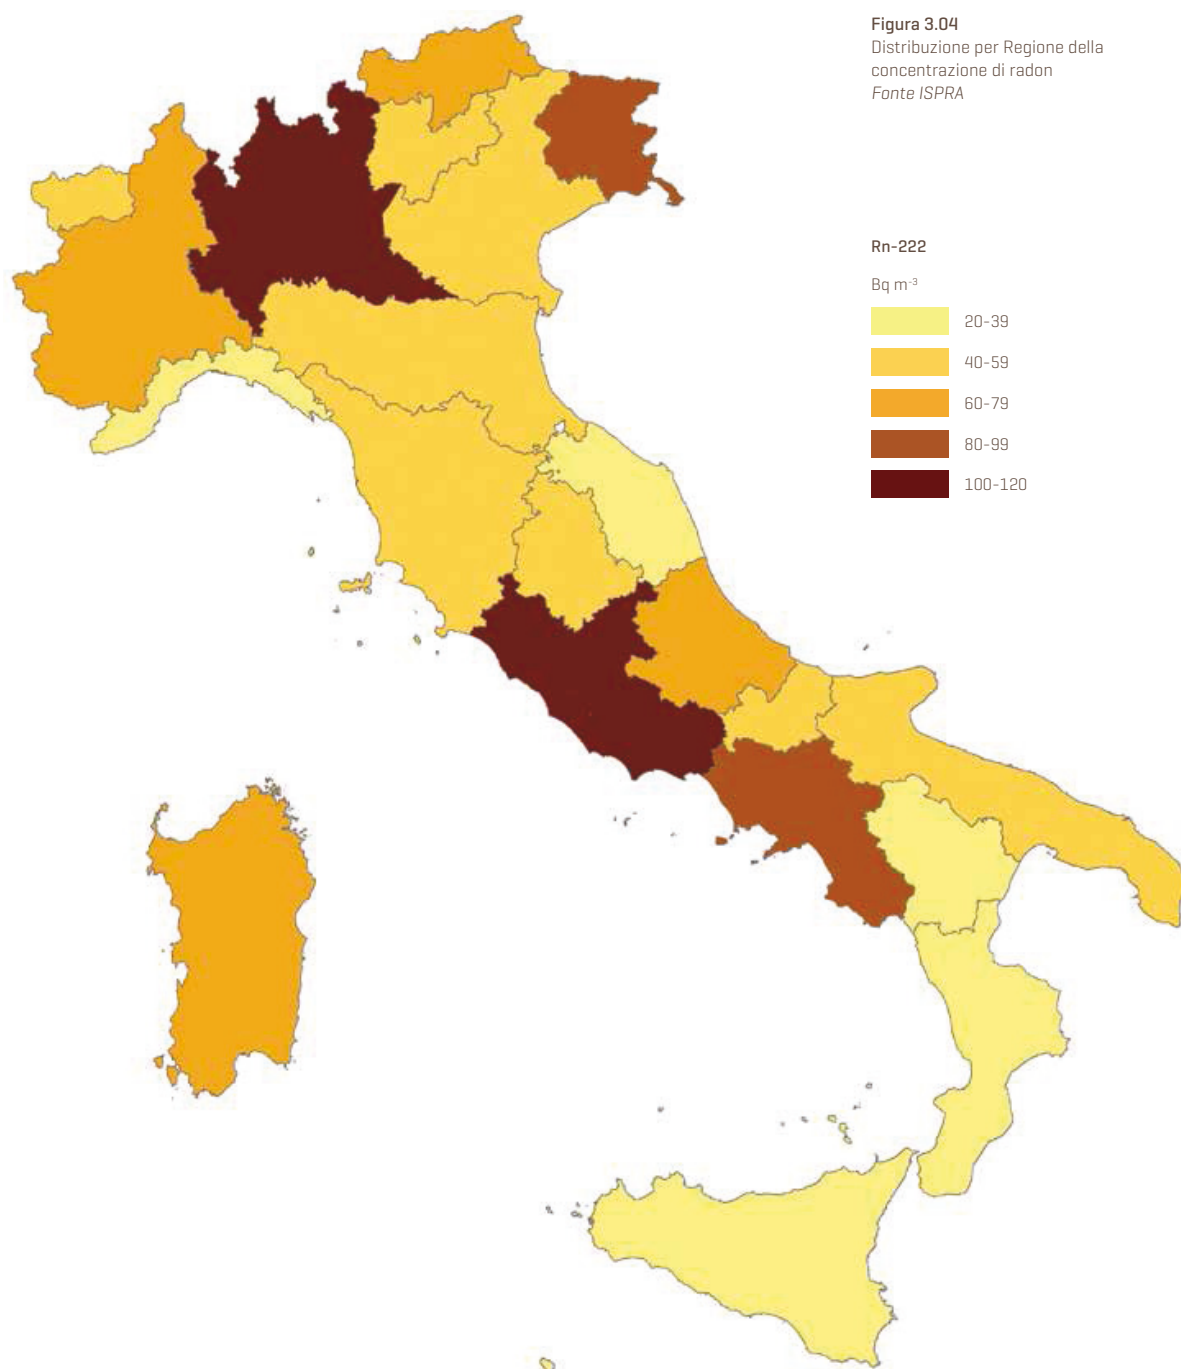 Figura 3.04
Distribuzione per Regione della
concentrazione di radon
Fonte ISPRA
Rn-222
Bq m⁻³
20-39
40-59
60-79
80-99
100-120